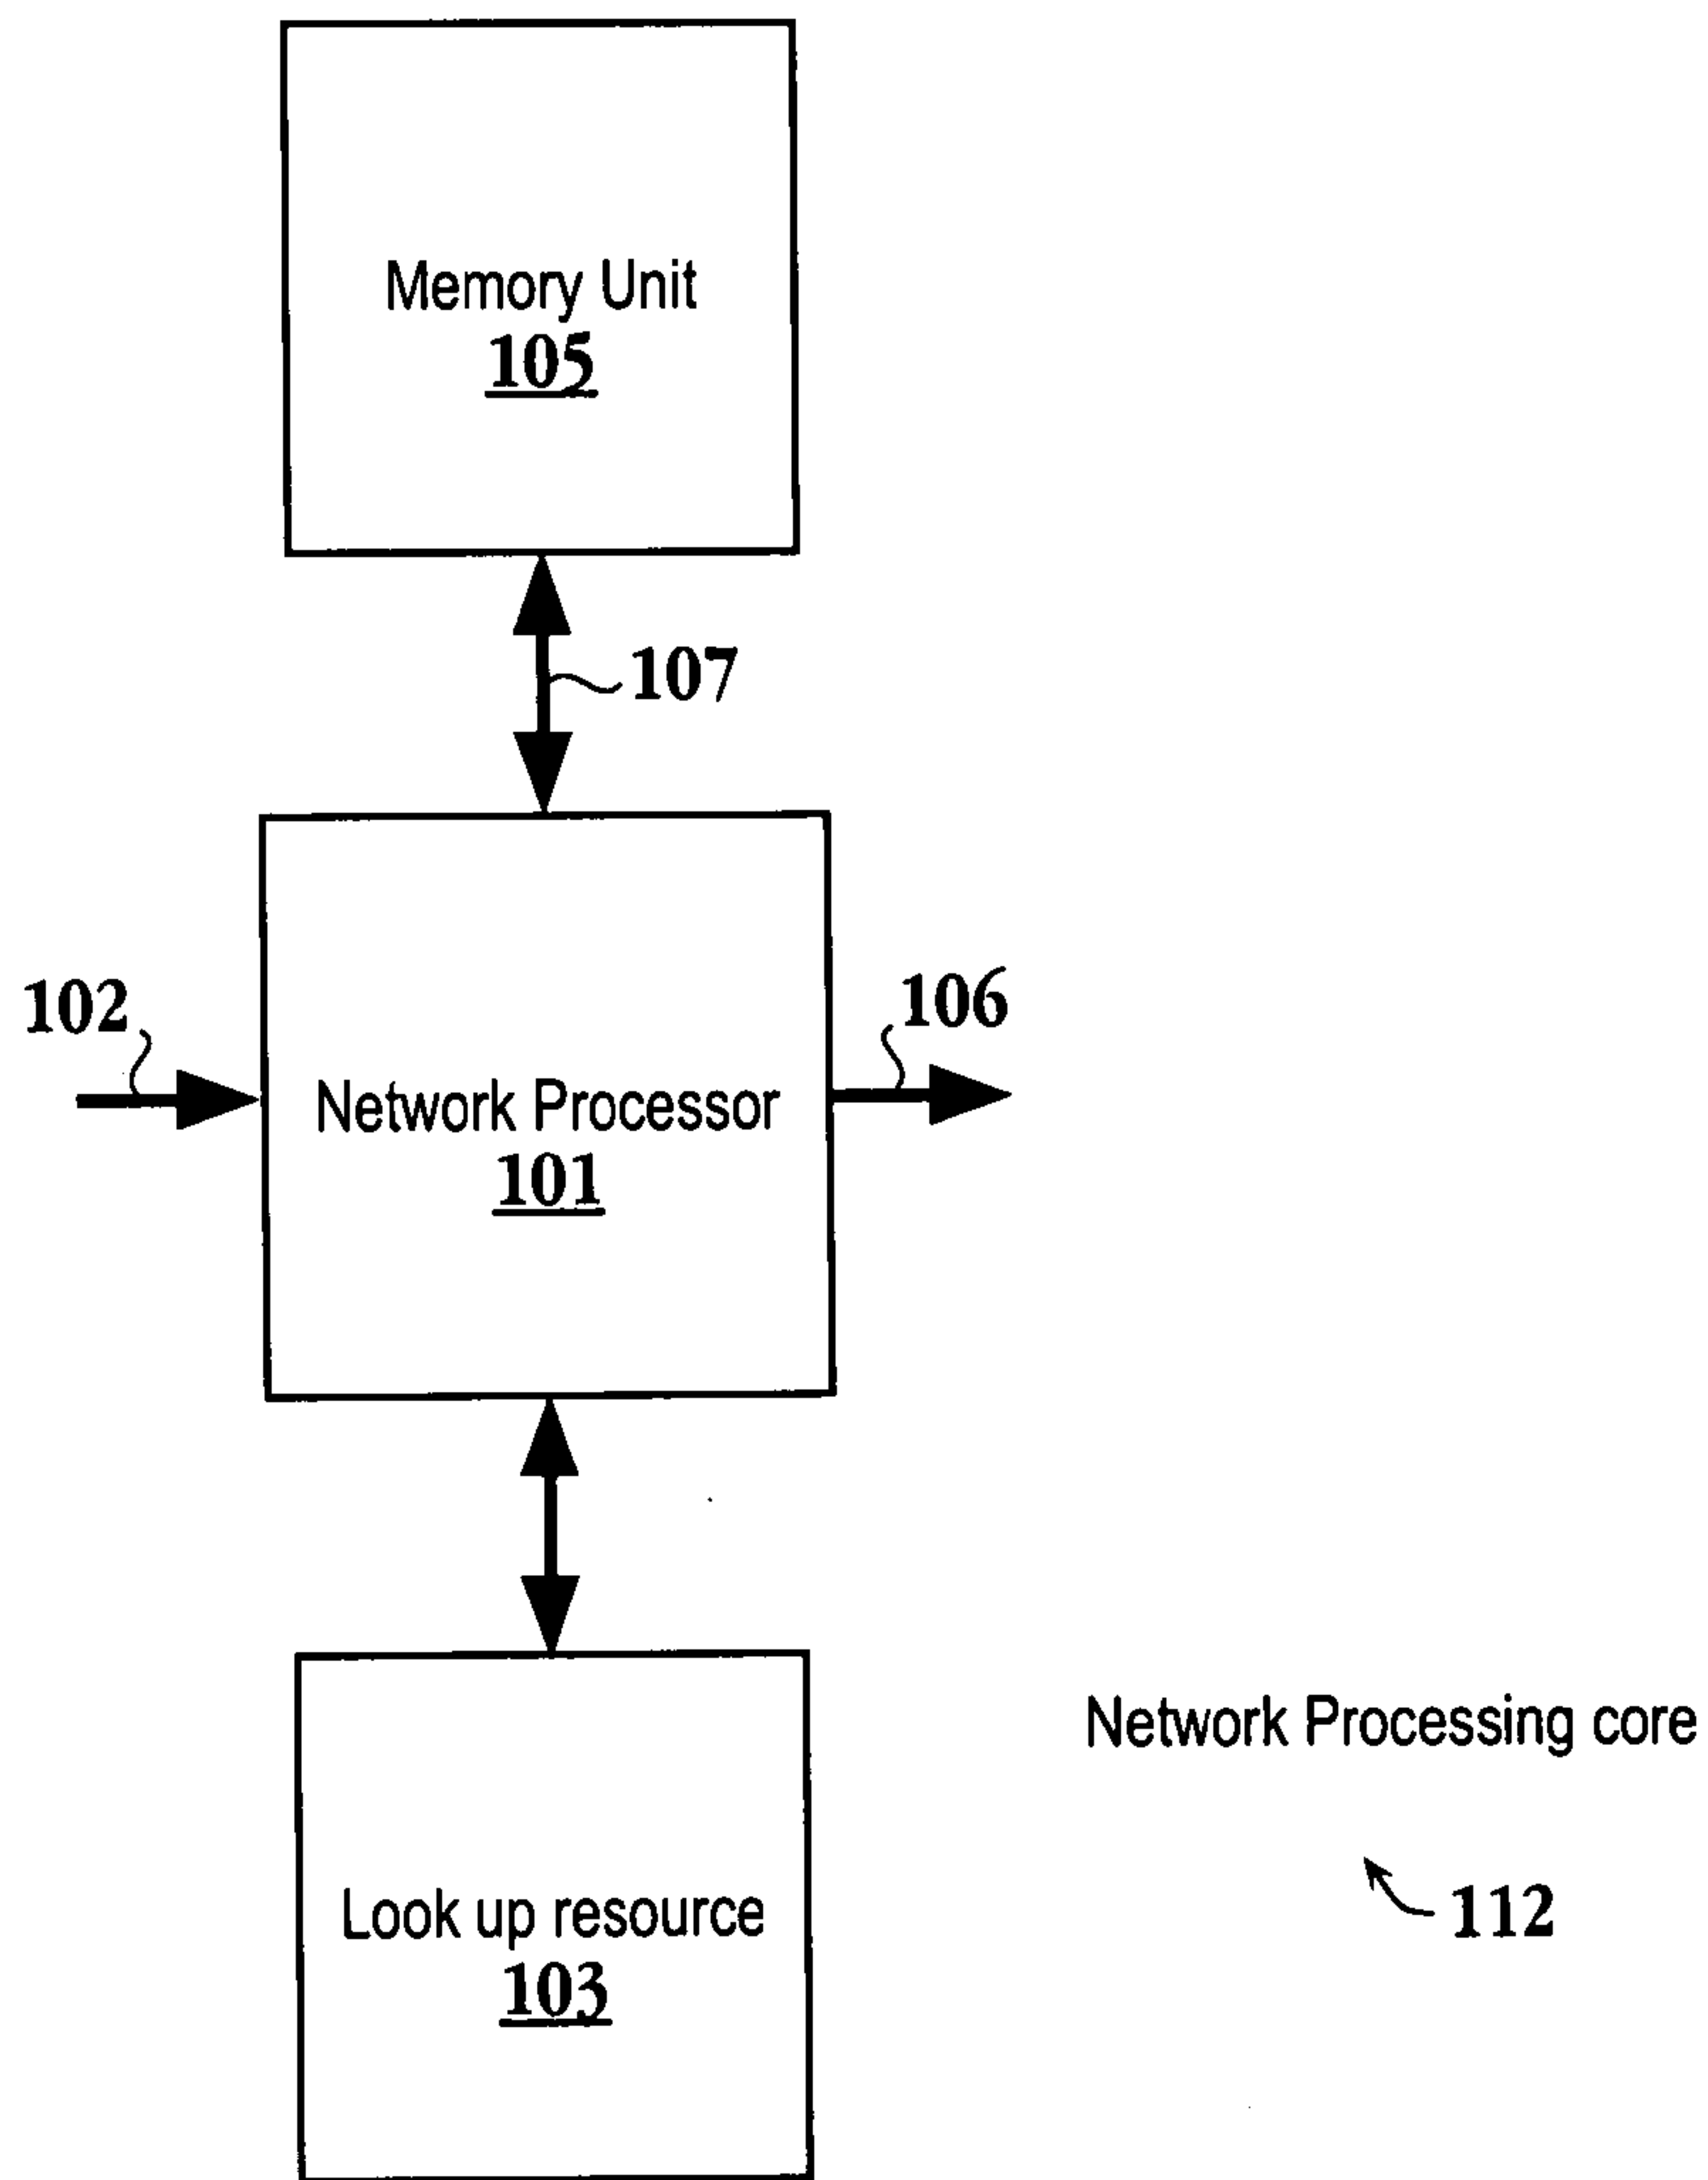 Memory Unit
105
107
102
106
Network Processor
101
Network Processing core
Look up resource
103
112